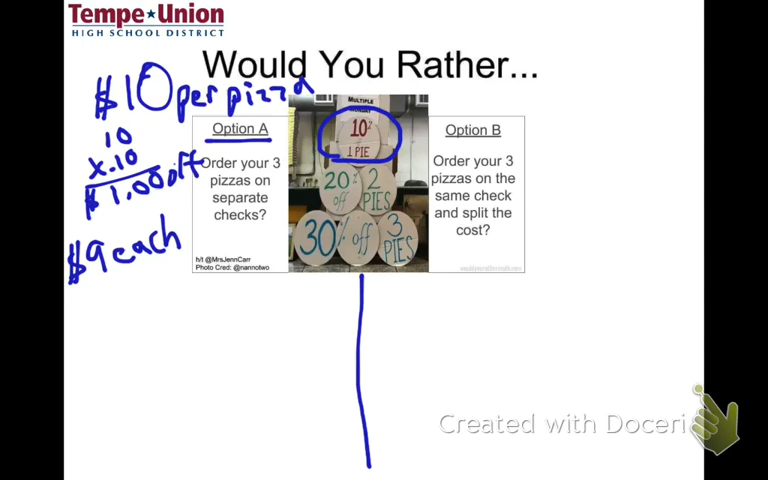 Tempe★Union
HIGH SCHOOL DISTRICT
Would You Rather...
$10 per pizza
10
x.10
$1.00 off
$9 each
Option A
Order your 3
pizzas on
separate
checks?
h/t @MrsJennCarr
Photo Cred: @nannotwo
MULTIPLE
10%
1 PIE
20% off
2 PIES
30% off
3 PIES
Option B
Order your 3
pizzas on the
same check
and split the
cost?
wouldyourathermath.com
Created with Doceri